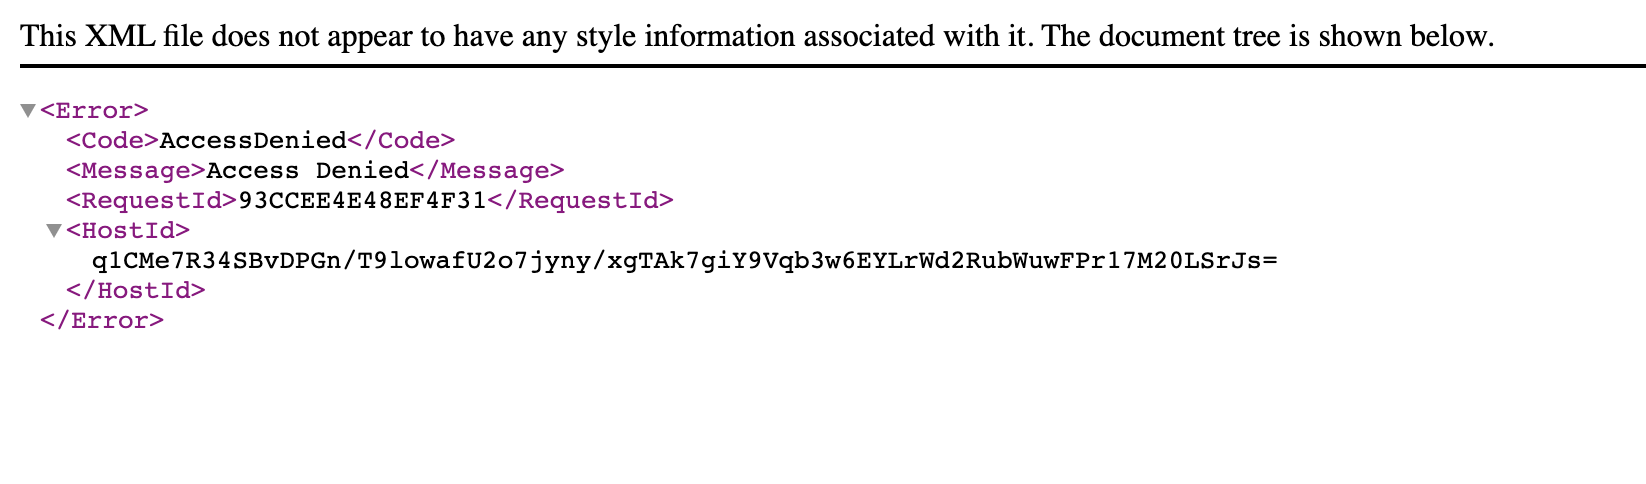 This XML file does not appear to have any style information associated with it. The document tree is shown below.
<Error>
<Code>AccessDenied</Code>
<Message>Access Denied</Message>
<RequestId>93CCEE4E48EF4F31</RequestId>
<HostId>
q1CMe7R34SBvDPGn/T9lowafU2o7jyny/xgTAk7giY9Vqb3w6EYLrWd2RubWuwFPr17M20LSrJs=
</HostId>
</Error>